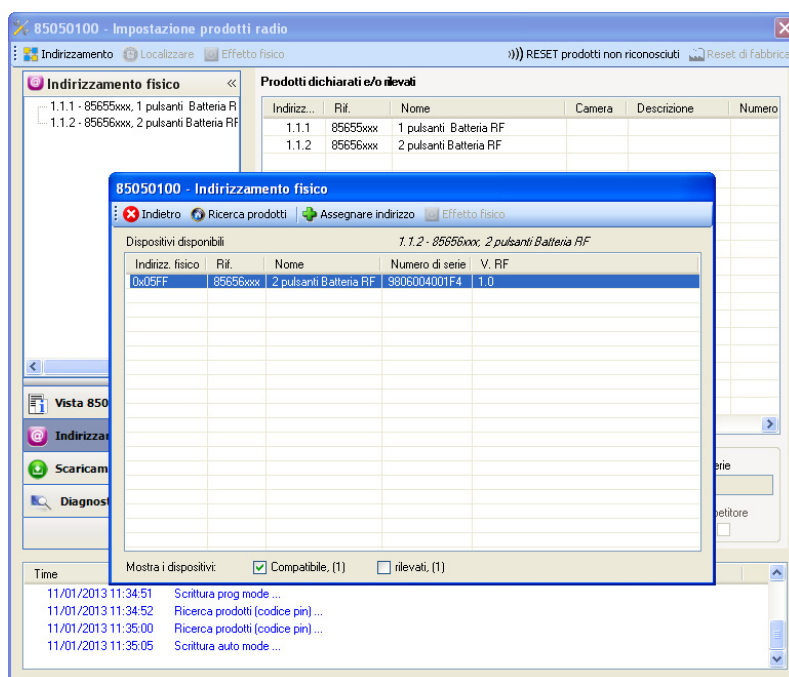 85050100 - Impostazione prodotti radio
Indirizzamento Localizzare Effetto fisico ))) RESET prodotti non riconosciuti Reset di fabbrica
Indirizzamento fisico «
1.1.1 - 85655xxx, 1 pulsanti Batteria R
1.1.2 - 85656xxx, 2 pulsanti Batteria RF
Prodotti dichiarati e/o rilevati
Indirizz... Rif. Nome Camera Descrizione Numero
1.1.1 85655xxx 1 pulsanti Batteria RF
1.1.2 85656xxx 2 pulsanti Batteria RF
85050100 - Indirizzamento fisico
Indietro Ricerca prodotti Assegnare indirizzo Effetto fisico
Dispositivi disponibili 1.1.2 - 85656xxx, 2 pulsanti Batteria RF
Indirizz. fisico Rif. Nome Numero di serie V. RF
0x05FF 85656xxx 2 pulsanti Batteria RF 9806004001F4 1.0
Mostra i dispositivi: Compatibile, (1) rilevati, (1)
Vista 850
Indirizza
Scaricam
Diagnost
erie
petitore
Time
11/01/2013 11:34:51 Scrittura prog mode ...
11/01/2013 11:34:52 Ricerca prodotti (codice pin) ...
11/01/2013 11:35:00 Ricerca prodotti (codice pin) ...
11/01/2013 11:35:05 Scrittura auto mode ...